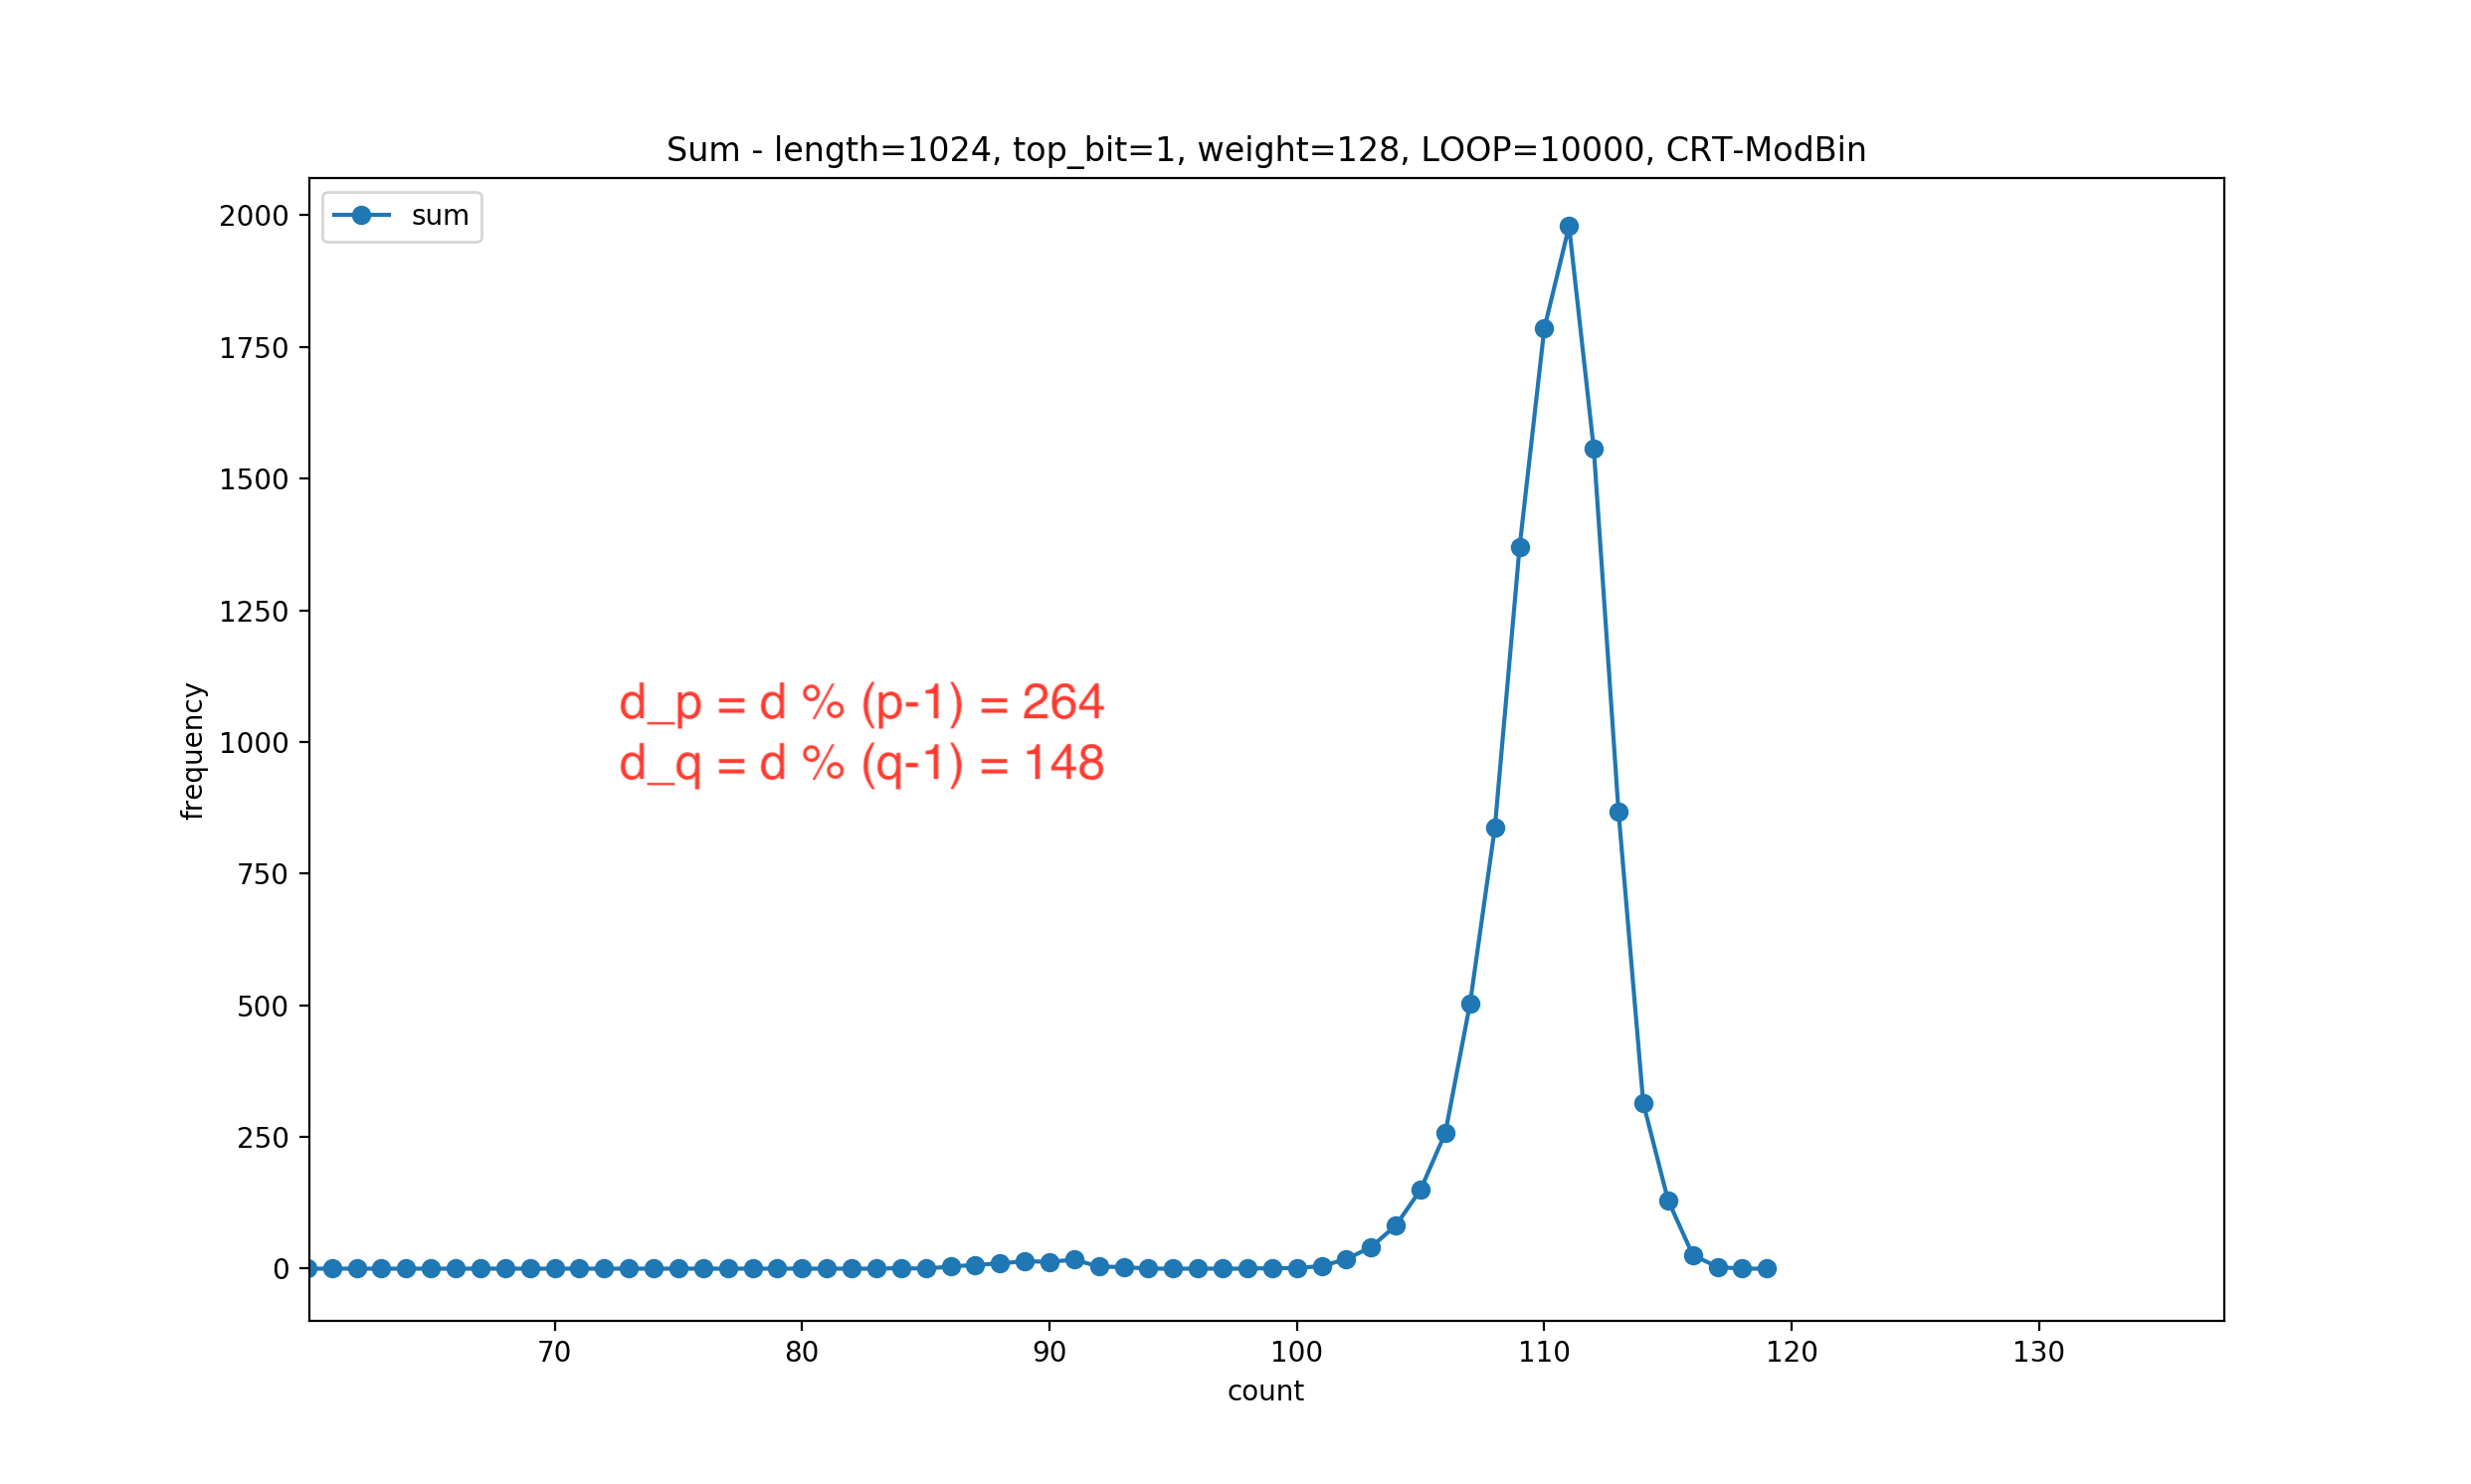 Sum - length=1024, top_bit=1, weight=128, LOOP=10000, CRT-ModBin
sum
2000
1750
1500
1250
1000
750
500
250
0
frequency
d_p = d % (p-1) = 264
d_q = d % (q-1) = 148
70 80 90 100 110 120 130
count